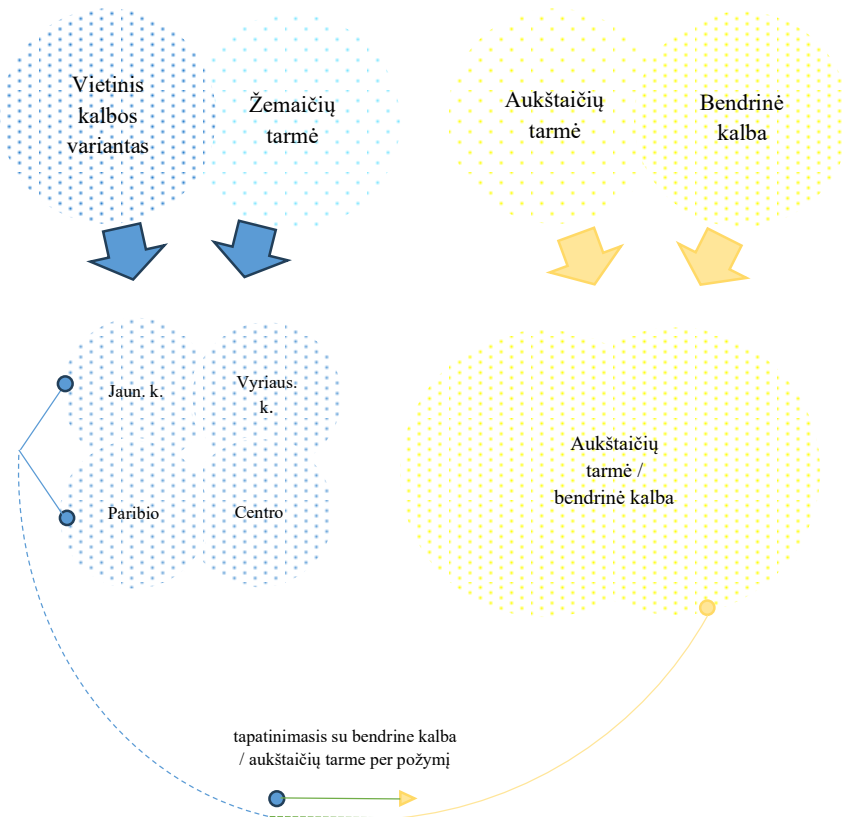 Vietinis
kalbos
variantas
Žemaičių
tarmė
Aukštaičių
tarmė
Bendrinė
kalba
Jaun. k.
Vyriaus.
k.
Paribio
Centro
Aukštaičių
tarmė /
bendrinė kalba
tapatinimasis su bendrine kalba
/ aukštaičių tarme per požymį